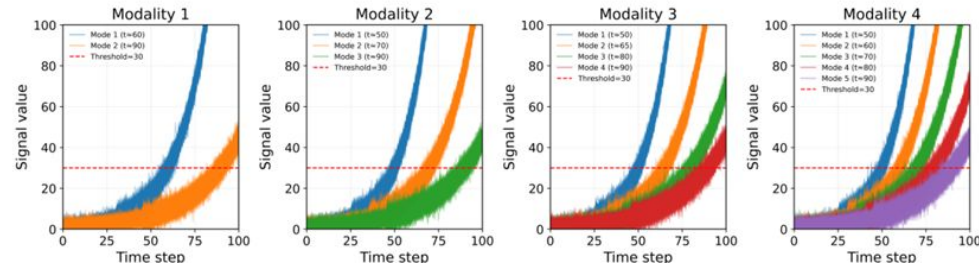 Modality 1
100
80
60
40
20
0
Signal value
Mode 1 (t≈60)
Mode 2 (t≈90)
Threshold=30
0 25 50 75 100
Time step
Modality 2
100
80
60
40
20
0
Signal value
Mode 1 (t≈50)
Mode 2 (t≈70)
Mode 3 (t≈90)
Threshold=30
0 25 50 75 100
Time step
Modality 3
100
80
60
40
20
0
Signal value
Mode 1 (t≈50)
Mode 2 (t≈65)
Mode 3 (t≈80)
Mode 4 (t≈90)
Threshold=30
0 25 50 75 100
Time step
Modality 4
100
80
60
40
20
0
Signal value
Mode 1 (t≈50)
Mode 2 (t≈60)
Mode 3 (t≈70)
Mode 4 (t≈80)
Mode 5 (t≈90)
Threshold=30
0 25 50 75 100
Time step